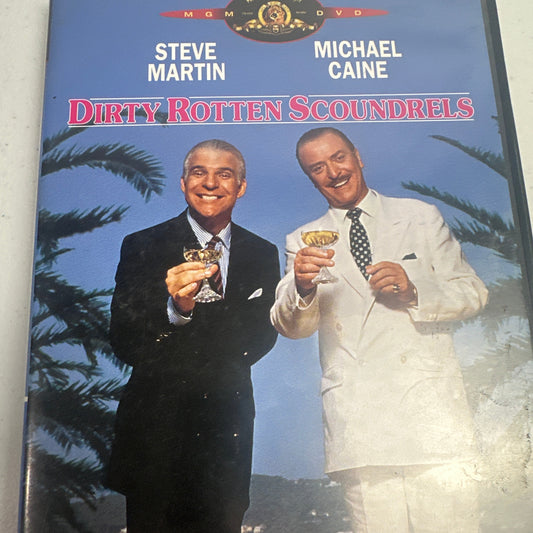 MGM DVD
STEVE MARTIN
MICHAEL CAINE
DIRTY ROTTEN SCOUNDRELS